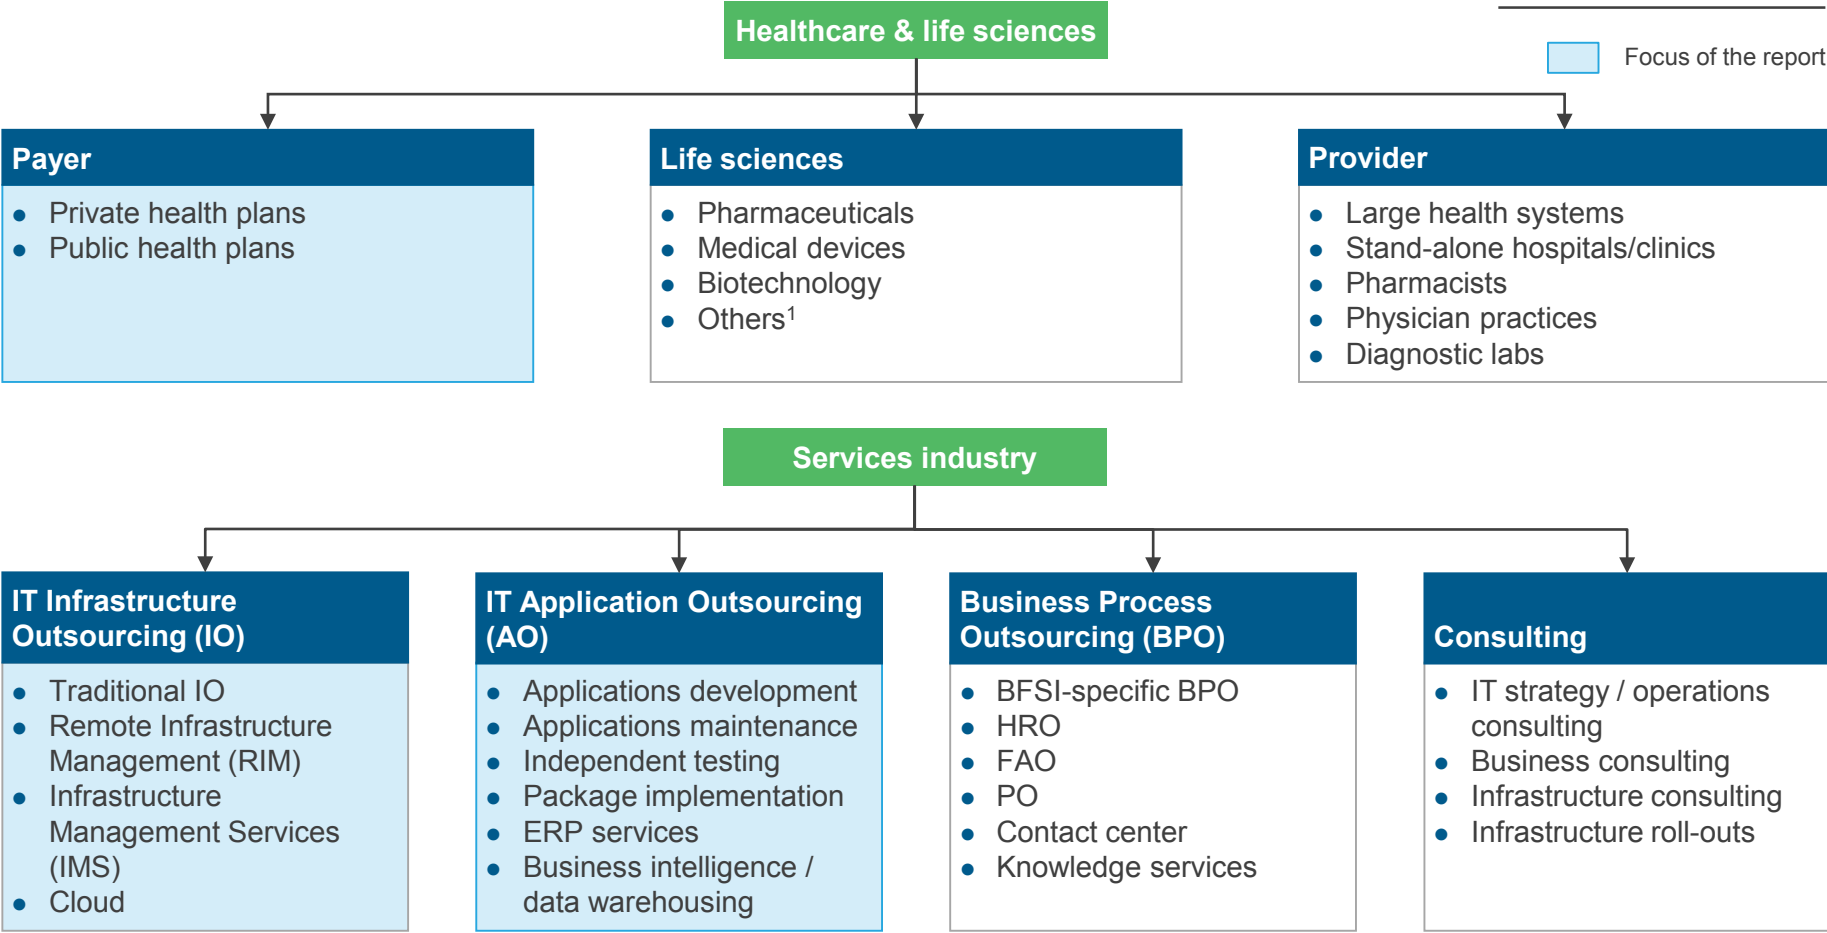 Healthcare & life sciences
Focus of the report
Payer
● Private health plans
● Public health plans
Life sciences
● Pharmaceuticals
● Medical devices
● Biotechnology
● Others¹
Provider
● Large health systems
● Stand-alone hospitals/clinics
● Pharmacists
● Physician practices
● Diagnostic labs
Services industry
IT Infrastructure
Outsourcing (IO)
● Traditional IO
● Remote Infrastructure
Management (RIM)
● Infrastructure
Management Services
(IMS)
● Cloud
IT Application Outsourcing
(AO)
● Applications development
● Applications maintenance
● Independent testing
● Package implementation
● ERP services
● Business intelligence /
data warehousing
Business Process
Outsourcing (BPO)
● BFSI-specific BPO
● HRO
● FAO
● PO
● Contact center
● Knowledge services
Consulting
● IT strategy / operations
consulting
● Business consulting
● Infrastructure consulting
● Infrastructure roll-outs